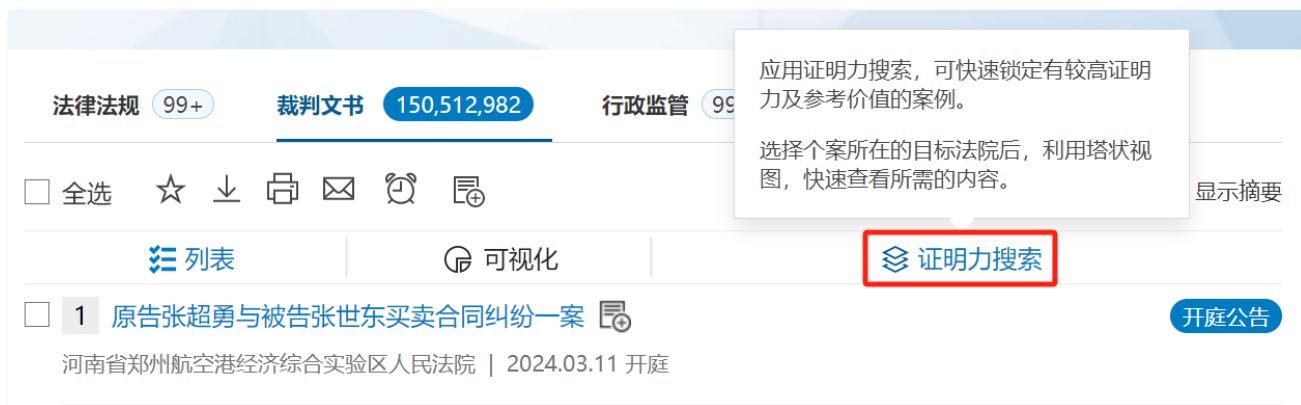 应用证明力搜索，可快速锁定有较高证明
力及参考价值的案例。
选择个案所在的目标法院后，利用塔状视
图，快速查看所需的内容。
法律法规 99+ 裁判文书 150,512,982 行政监管 99
全选 显示摘要
列表 可视化 证明力搜索
1 原告张超勇与被告张世东买卖合同纠纷一案 开庭公告
河南省郑州航空港经济综合实验区人民法院 | 2024.03.11 开庭